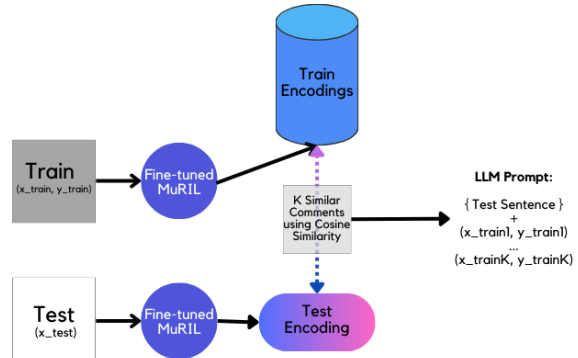 Train
Encodings
Train
(x_train, y_train)
Fine-tuned
MuRIL
K Similar
Comments
using Cosine
Similarity
LLM Prompt:
{ Test Sentence }
+
(x_train1, y_train1)
...
(x_trainK, y_trainK)
Test
(x_test)
Fine-tuned
MuRIL
Test
Encoding